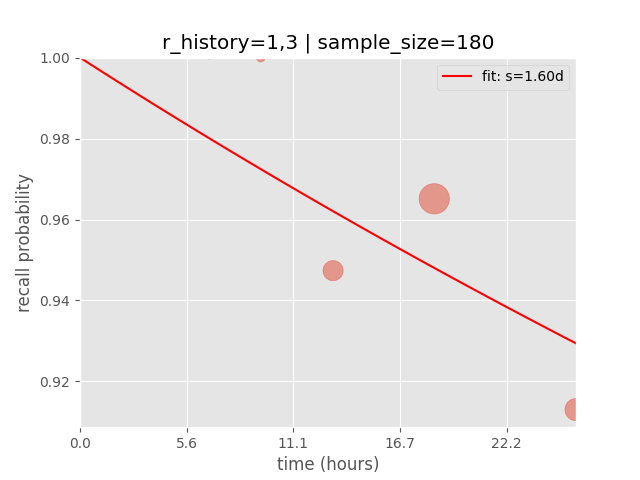 r_history=1,3 | sample_size=180
fit: s=1.60d
1.00
0.98
0.96
0.94
0.92
recall probability
0.0 5.6 11.1 16.7 22.2
time (hours)